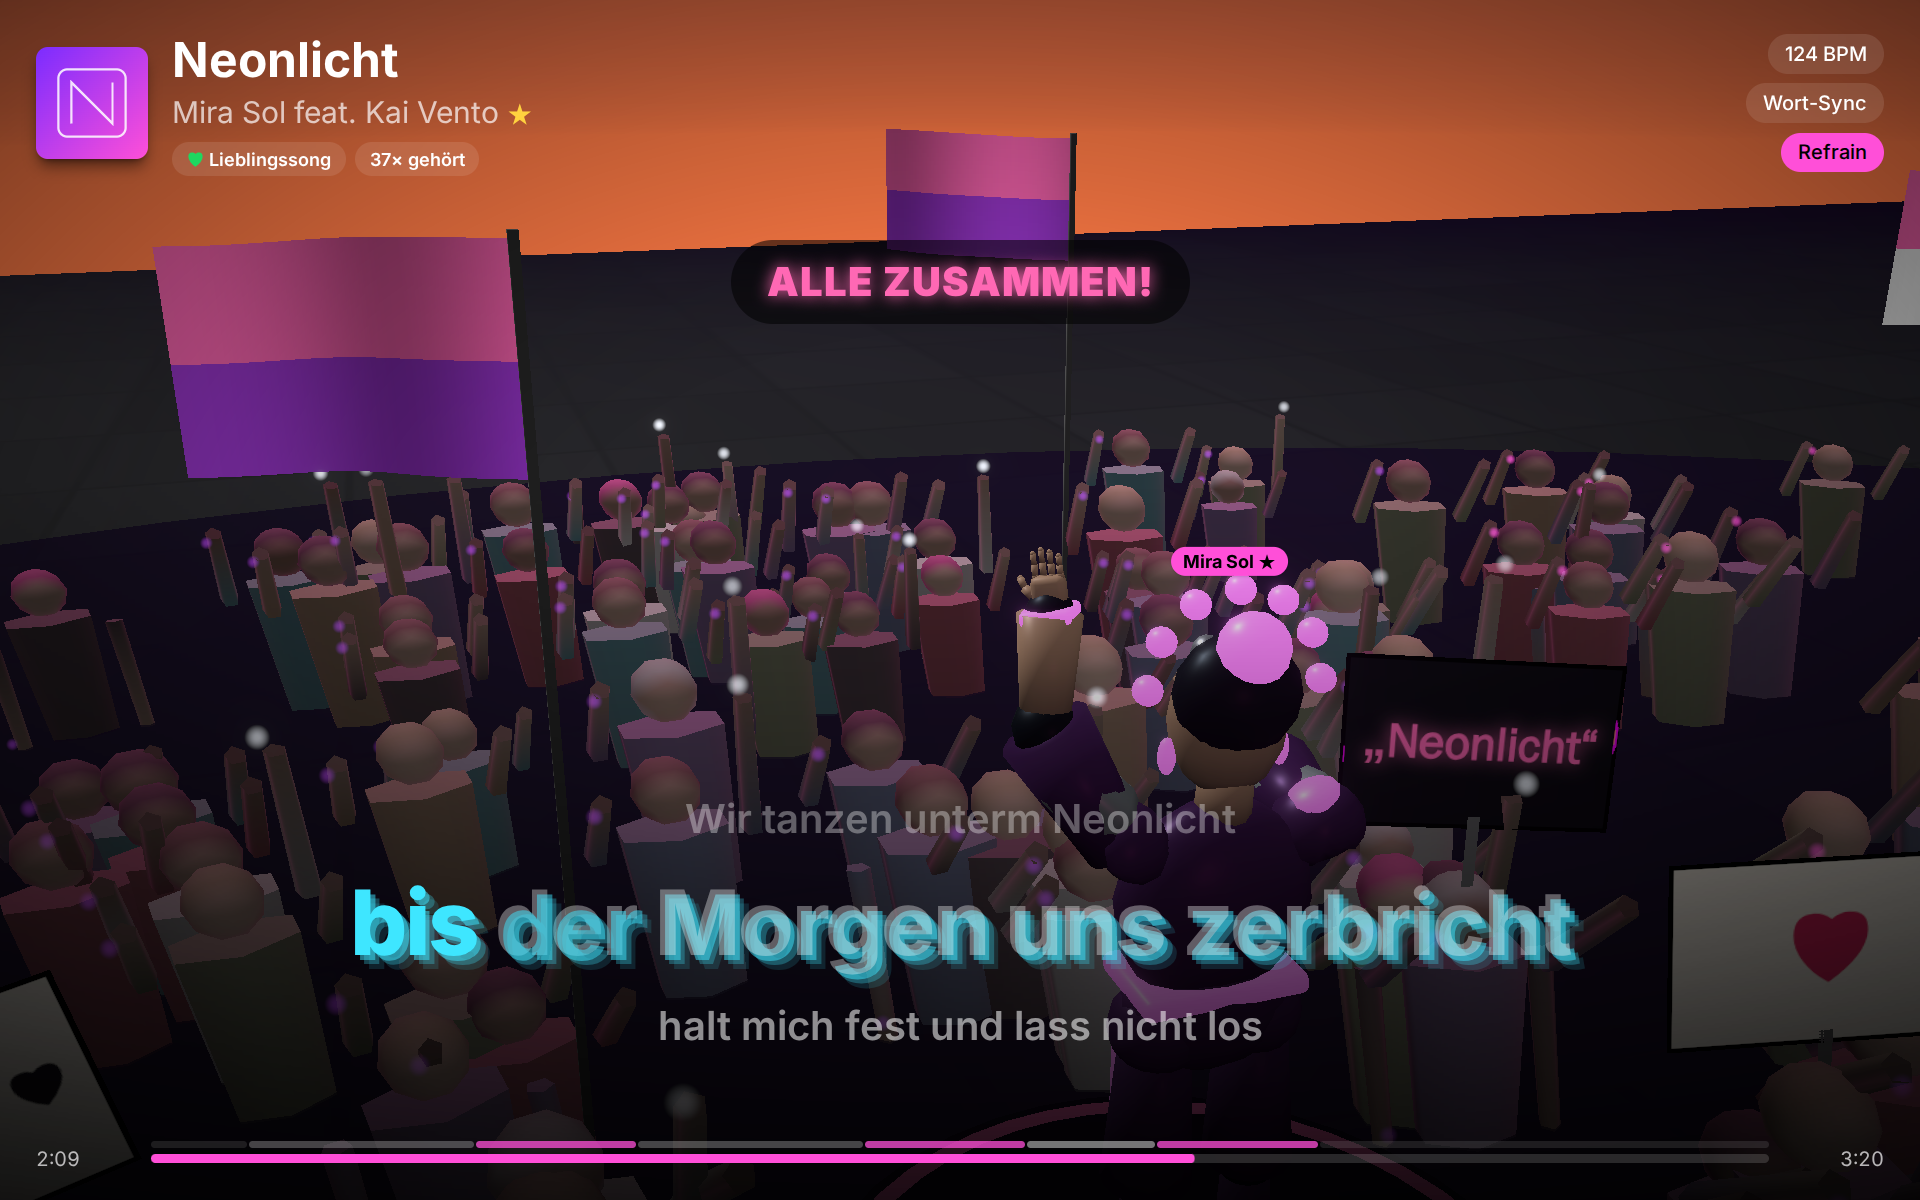 Neonlicht
Mira Sol feat. Kai Vento ★
Lieblingssong
37× gehört
124 BPM
Wort-Sync
Refrain
ALLE ZUSAMMEN!
Mira Sol ★
„Neonlicht“
Wir tanzen unterm Neonlicht
bis der Morgen uns zerbricht
halt mich fest und lass nicht los
2:09
3:20